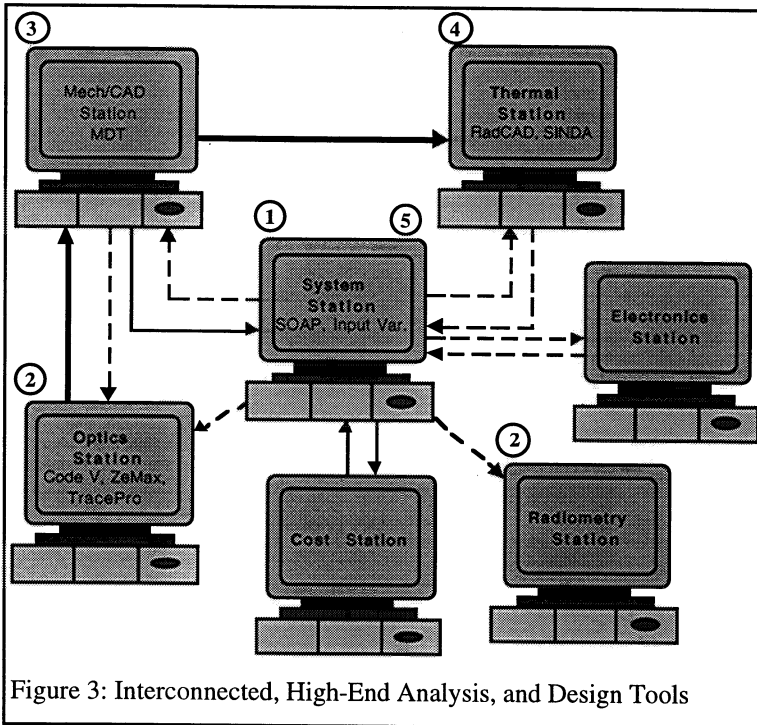 3
4
Mech/CAD
Station
MDT
Thermal
Station
RadCAD, SINDA
1
5
System
Station
SOAP, Input Var.
Electronics
Station
2
Optics
Station
Code V, ZeMax,
TracePro
2
Cost Station
Radiometry
Station
Figure 3: Interconnected, High-End Analysis, and Design Tools